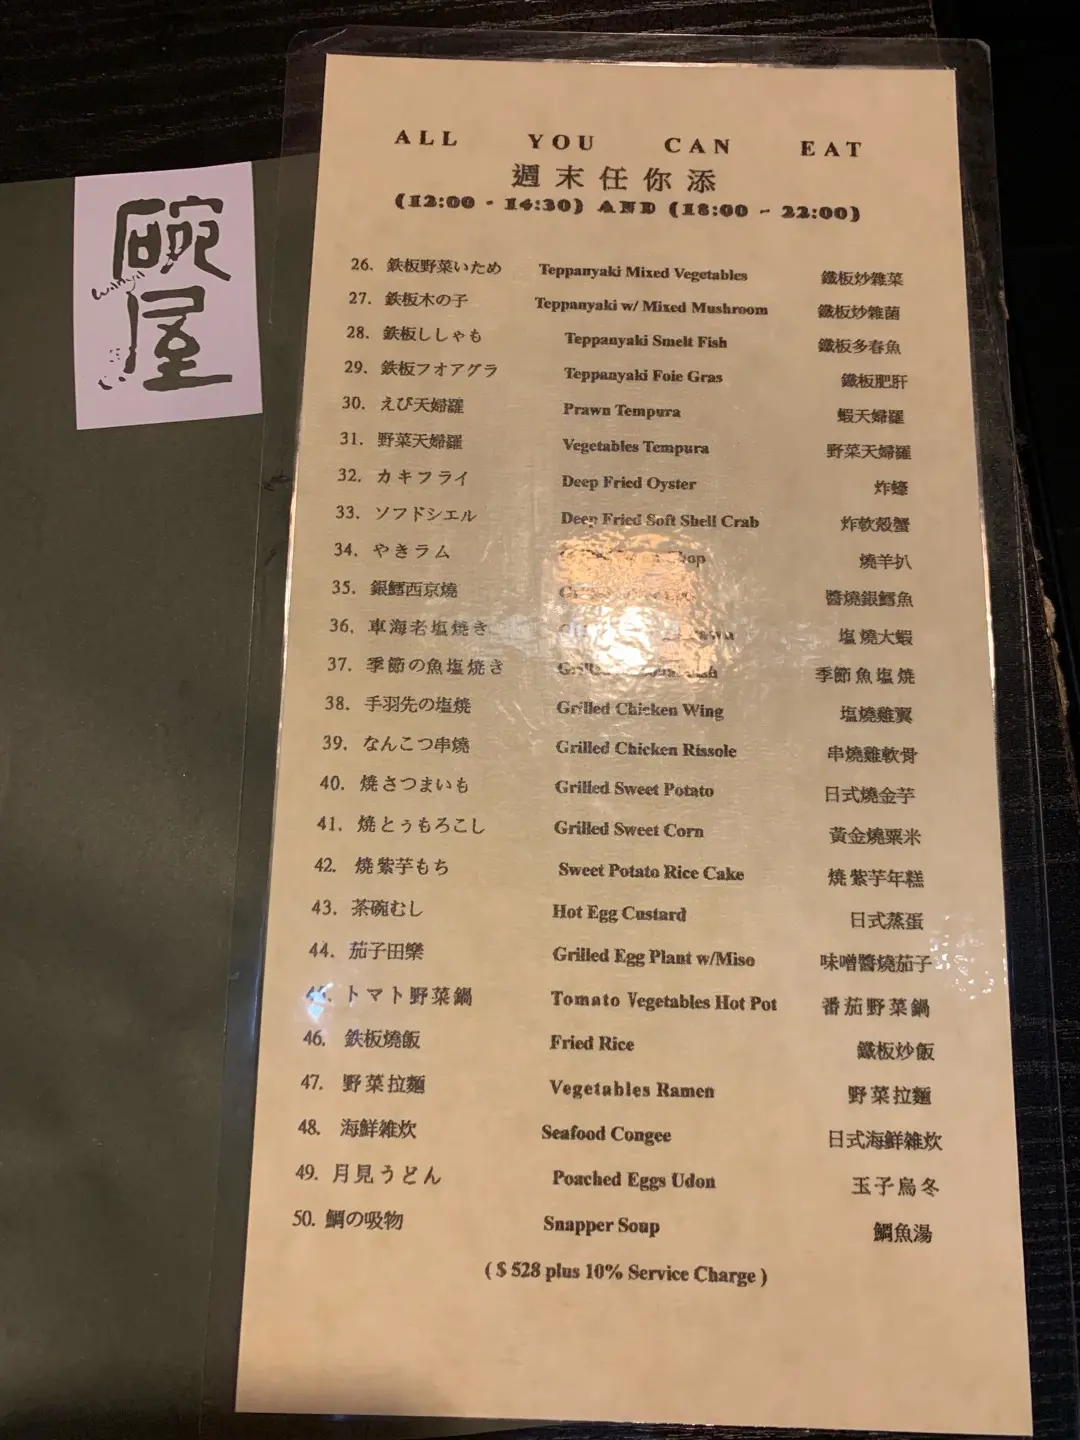 碗屋
wanya
ALL YOU CAN EAT
週末任你添
(12:00 - 14:30) AND (18:00 - 22:00)
26. 鉄板野菜いため Teppanyaki Mixed Vegetables 鐵板炒雜菜
27. 鉄板木の子 Teppanyaki w/ Mixed Mushroom 鐵板炒雜菌
28. 鉄板ししゃも Teppanyaki Smelt Fish 鐵板多春魚
29. 鉄板フオアグラ Teppanyaki Foie Gras 鐵板肥肝
30. えび天婦羅 Prawn Tempura 蝦天婦羅
31. 野菜天婦羅 Vegetables Tempura 野菜天婦羅
32. カキフライ Deep Fried Oyster 炸蠔
33. ソフドシエル Deep Fried Soft Shell Crab 炸軟殼蟹
34. やきラム Chop 燒羊扒
35. 銀鱈西京燒 醬燒銀鱈魚
36. 車海老塩焼き 塩燒大蝦
37. 季節の魚塩焼き Grilled 季節魚塩焼
38. 手羽先の塩焼 Grilled Chicken Wing 塩燒雞翼
39. なんこつ串燒 Grilled Chicken Rissole 串燒雞軟骨
40. 焼さつまいも Grilled Sweet Potato 日式燒金芋
41. 焼とぅもろこし Grilled Sweet Corn 黃金燒粟米
42. 焼紫芋もち Sweet Potato Rice Cake 燒紫芋年糕
43. 茶碗むし Hot Egg Custard 日式蒸蛋
44. 茄子田樂 Grilled Egg Plant w/Miso 味噌醬燒茄子
45. トマト野菜鍋 Tomato Vegetables Hot Pot 番茄野菜鍋
46. 鉄板燒飯 Fried Rice 鐵板炒飯
47. 野菜拉麵 Vegetables Ramen 野菜拉麵
48. 海鮮雑炊 Seafood Congee 日式海鮮雑炊
49. 月見うどん Poached Eggs Udon 玉子烏冬
50. 鯛の吸物 Snapper Soup 鯛魚湯
( $ 528 plus 10% Service Charge )